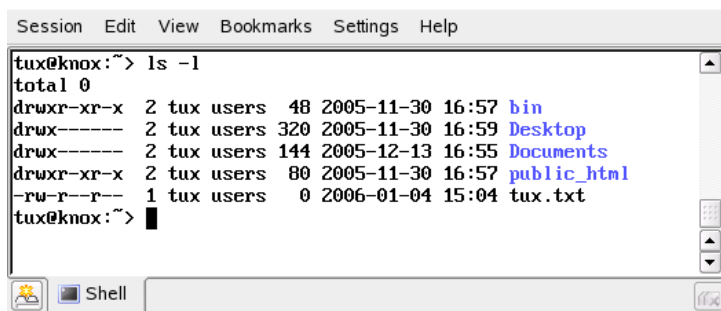 Session Edit View Bookmarks Settings Help
tux@knox:~> ls -l
total 0
drwxr-xr-x  2 tux users  48 2005-11-30 16:57 bin
drwx------  2 tux users 320 2005-11-30 16:59 Desktop
drwx------  2 tux users 144 2005-12-13 16:55 Documents
drwxr-xr-x  2 tux users  80 2005-11-30 16:57 public_html
-rw-r--r--  1 tux users   0 2006-01-04 15:04 tux.txt
tux@knox:~>
Shell